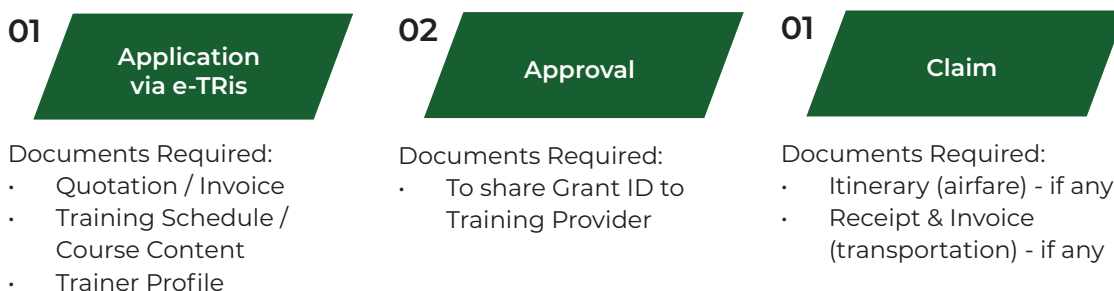 01
Application
via e-TRis
Documents Required:
• Quotation / Invoice
• Training Schedule /
Course Content
• Trainer Profile
02
Approval
Documents Required:
• To share Grant ID to
Training Provider
01
Claim
Documents Required:
• Itinerary (airfare) - if any
• Receipt & Invoice
(transportation) - if any